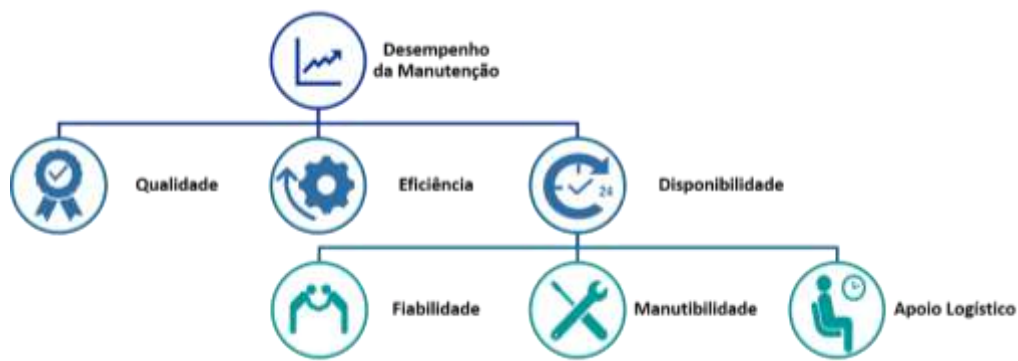 Desempenho
da Manutenção
Qualidade
Eficiência
Disponibilidade
24
Fiabilidade
Manutibilidade
Apoio Logístico